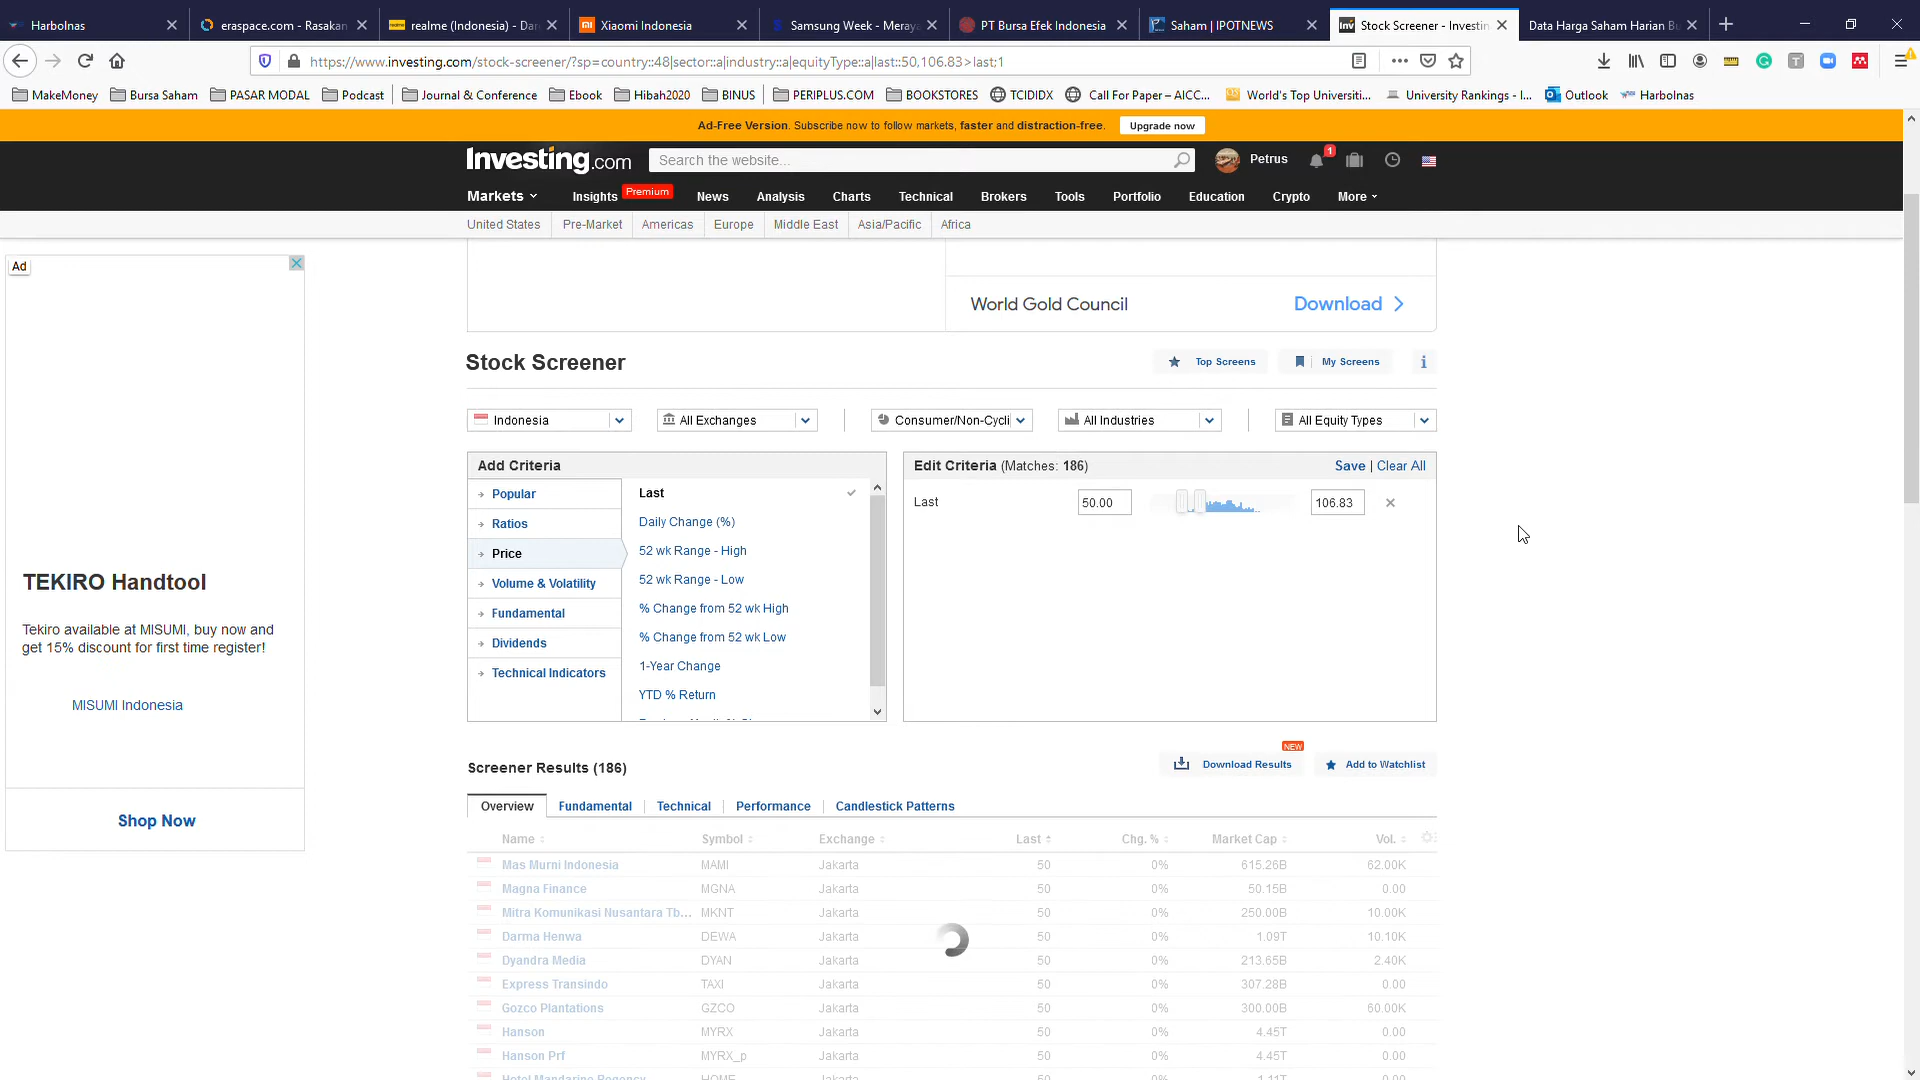 Harbolnas
eraspace.com - Rasakan
realme (Indonesia) - Dar
Xiaomi Indonesia
Samsung Week - Meraya
PT Bursa Efek Indonesia
Saham | IPOTNEWS
Stock Screener - Investin
Data Harga Saham Harian Bu
https://www.investing.com/stock-screener/?sp=country::48|sector::a|industry::a|equityType::a|last::50,106.83>last;1
MakeMoney
Bursa Saham
PASAR MODAL
Podcast
Journal & Conference
Ebook
Hibah2020
BINUS
PERIPLUS.COM
BOOKSTORES
TCIDIDX
Call For Paper – AICC...
World's Top Universiti...
University Rankings - I...
Outlook
Harbolnas
Ad-Free Version. Subscribe now to follow markets, faster and distraction-free.
Upgrade now
Investing.com
Search the website...
Petrus
1
Markets
Insights
Premium
News
Analysis
Charts
Technical
Brokers
Tools
Portfolio
Education
Crypto
More
United States
Pre-Market
Americas
Europe
Middle East
Asia/Pacific
Africa
Ad
TEKIRO Handtool
Tekiro available at MISUMI, buy now and
get 15% discount for first time register!
MISUMI Indonesia
Shop Now
World Gold Council
Download
Stock Screener
Top Screens
My Screens
i
Indonesia
All Exchanges
Consumer/Non-Cycli
All Industries
All Equity Types
Add Criteria
Popular
Ratios
Price
Volume & Volatility
Fundamental
Dividends
Technical Indicators
Last
Daily Change (%)
52 wk Range - High
52 wk Range - Low
% Change from 52 wk High
% Change from 52 wk Low
1-Year Change
YTD % Return
Edit Criteria (Matches: 186)
Save | Clear All
Last
50.00
106.83
Screener Results (186)
NEW
Download Results
Add to Watchlist
Overview
Fundamental
Technical
Performance
Candlestick Patterns
Name Symbol Exchange Last Chg. % Market Cap Vol.
Mas Murni Indonesia MAMI Jakarta 50 0% 615.26B 62.00K
Magna Finance MGNA Jakarta 50 0% 50.15B 0.00
Mitra Komunikasi Nusantara Tb... MKNT Jakarta 50 0% 250.00B 10.00K
Darma Henwa DEWA Jakarta 50 0% 1.09T 10.10K
Dyandra Media DYAN Jakarta 50 0% 213.65B 2.40K
Express Transindo TAXI Jakarta 50 0% 307.28B 0.00
Gozco Plantations GZCO Jakarta 50 0% 300.00B 60.00K
Hanson MYRX Jakarta 50 0% 4.45T 0.00
Hanson Prf MYRX_p Jakarta 50 0% 4.45T 0.00
Hotel Mandarine Regency HOME Jakarta 50 0% 1.11T 0.00